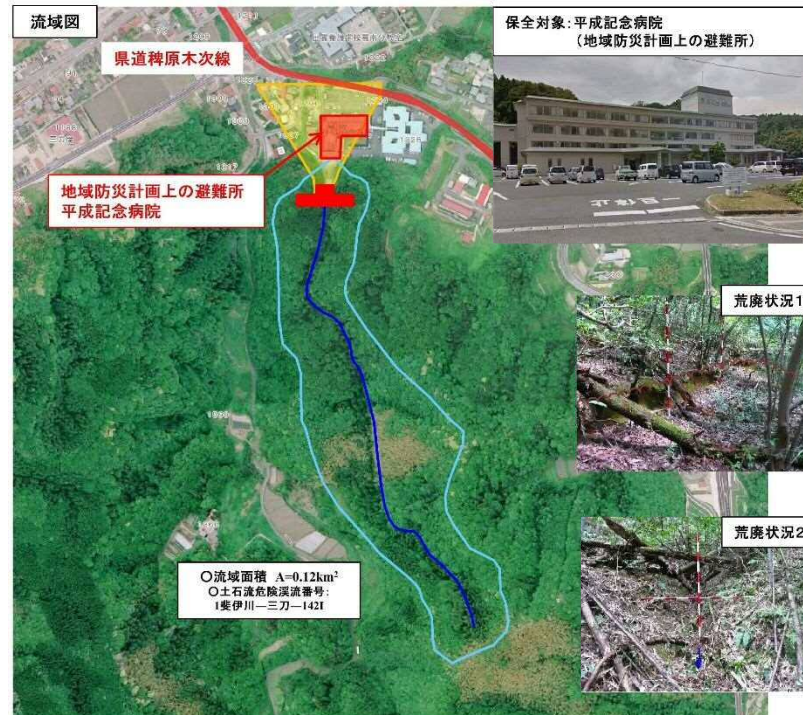 流域図
保全対象:平成記念病院
(地域防災計画上の避難所)
県道稗原木次線
地域防災計画上の避難所
平成記念病院
荒廃状況1
荒廃状況2
○流域面積 A=0.12km²
○土石流危険渓流番号:
1斐伊川―三刀―142I